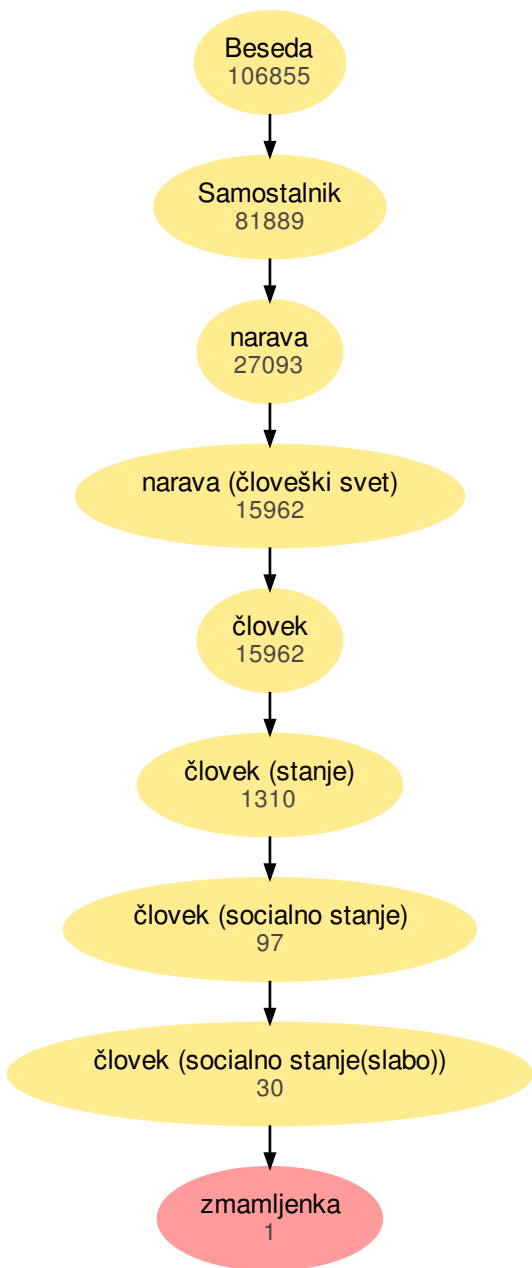 Beseda
106855
Samostalnik
81889
narava
27093
narava (človeški svet)
15962
človek
15962
človek (stanje)
1310
človek (socialno stanje)
97
človek (socialno stanje(slabo))
30
zmamljenka
1